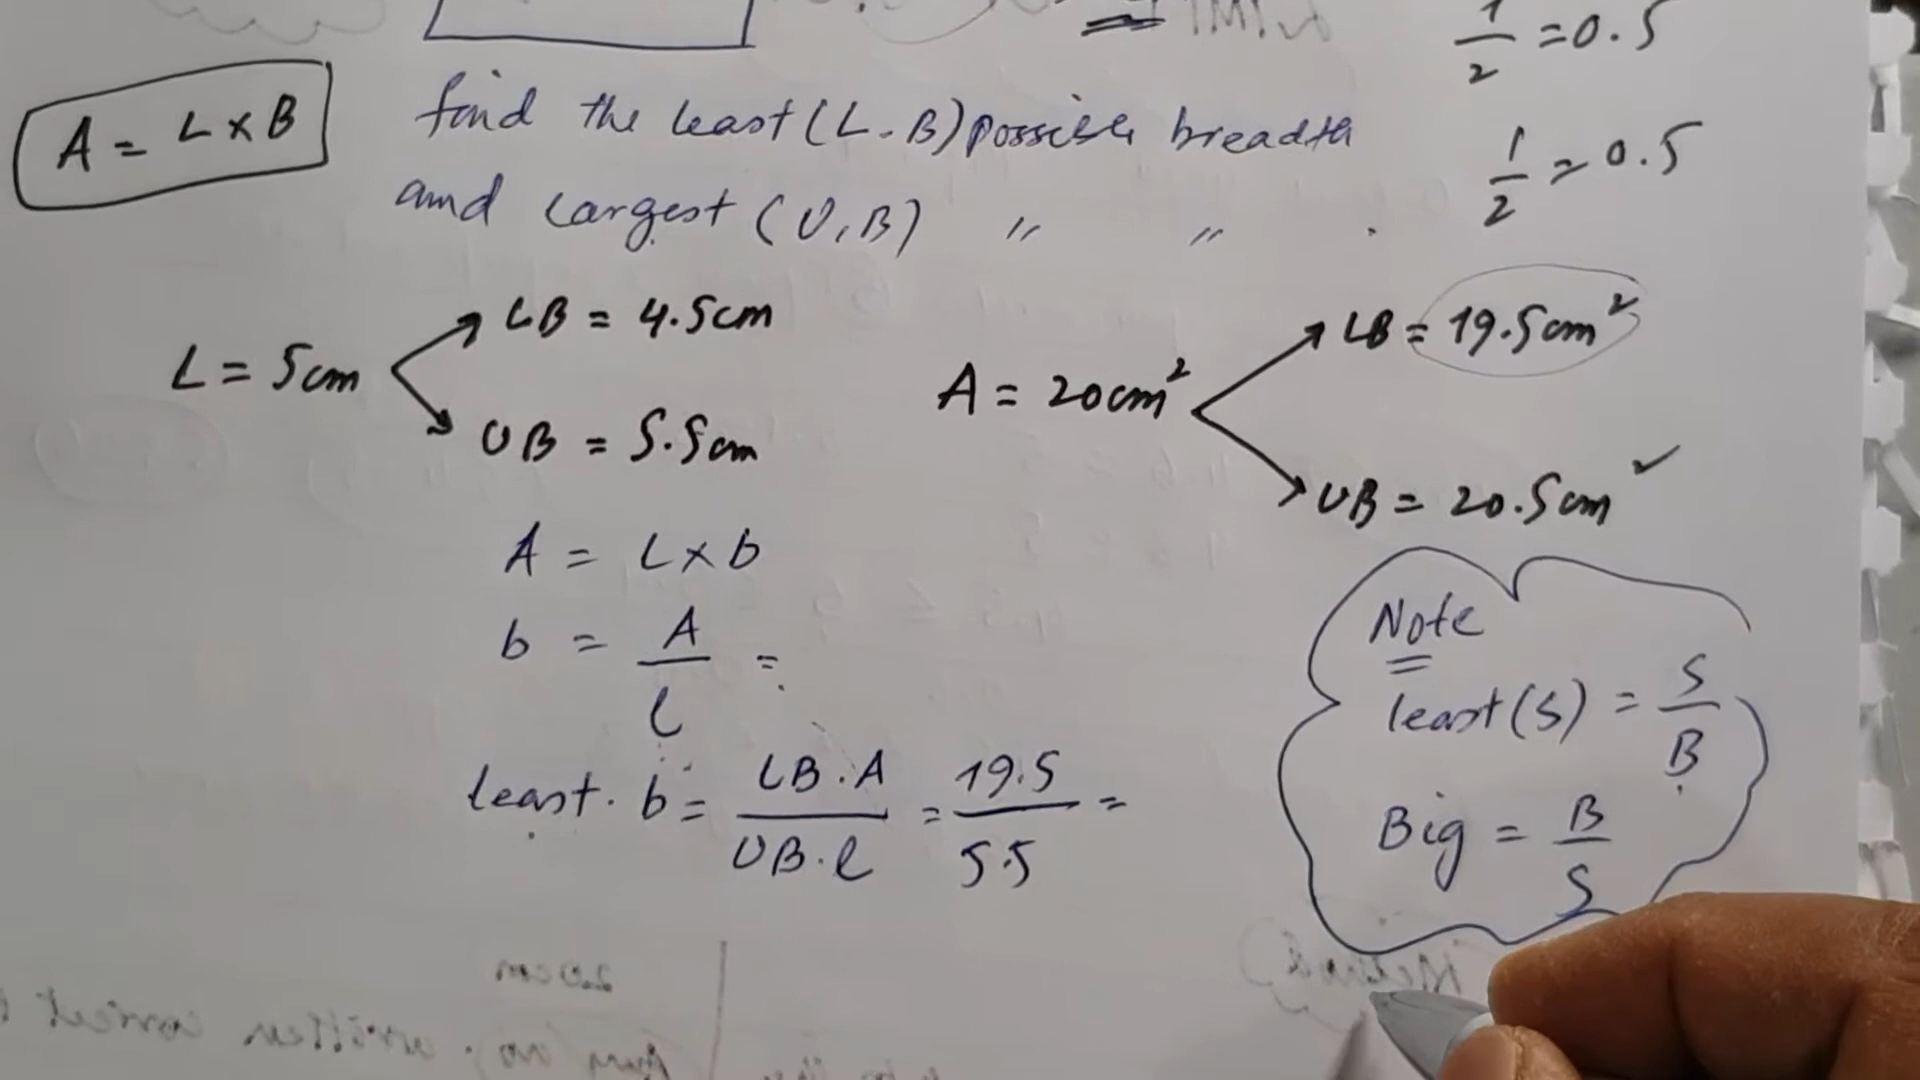 1/2 = 0.5
A = L × B
find the least (L.B) possible breadth
and largest (U.B) " " .
1/2 = 0.5
L = 5cm
LB = 4.5cm
UB = 5.5cm
A = 20cm²
LB = 19.5cm²
UB = 20.5cm
A = L × b
b = A/l =
least. b = LB.A/UB.l = 19.5/5.5 =
Note
least(S) = S/B
Big = B/S
20cm